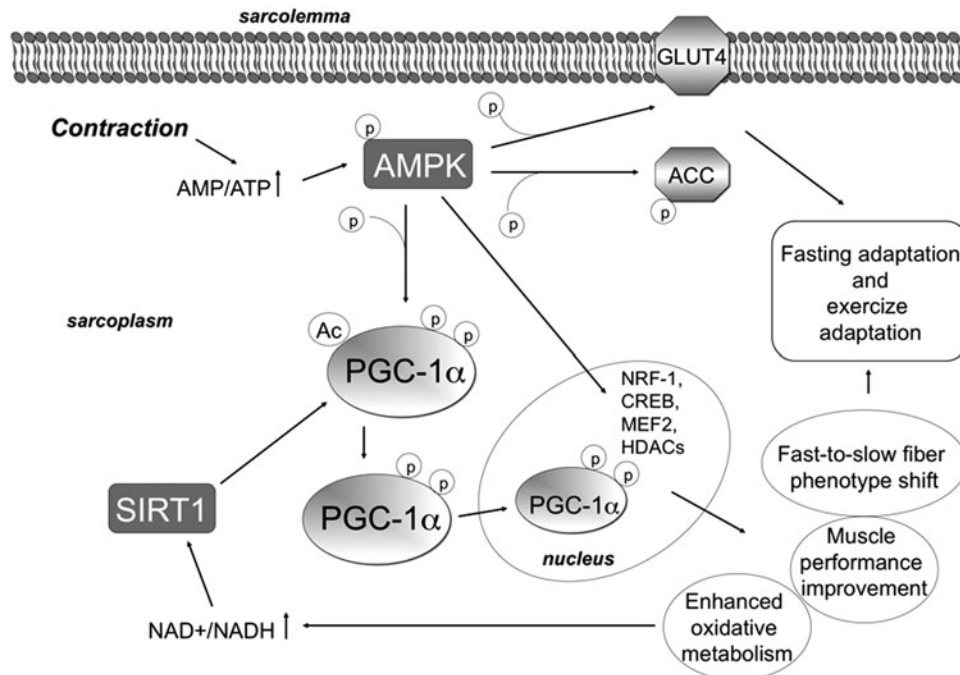 sarcolemma
GLUT4
Contraction
p
p
AMPK
AMP/ATP
ACC
p
p
p
Fasting adaptation
and
exercize
adaptation
sarcoplasm
Ac
p
p
PGC-1α
NRF-1,
CREB,
MEF2,
HDACs
Fast-to-slow fiber
phenotype shift
SIRT1
p
p
PGC-1α
p
p
PGC-1α
nucleus
Muscle
performance
improvement
Enhanced
oxidative
metabolism
NAD+/NADH